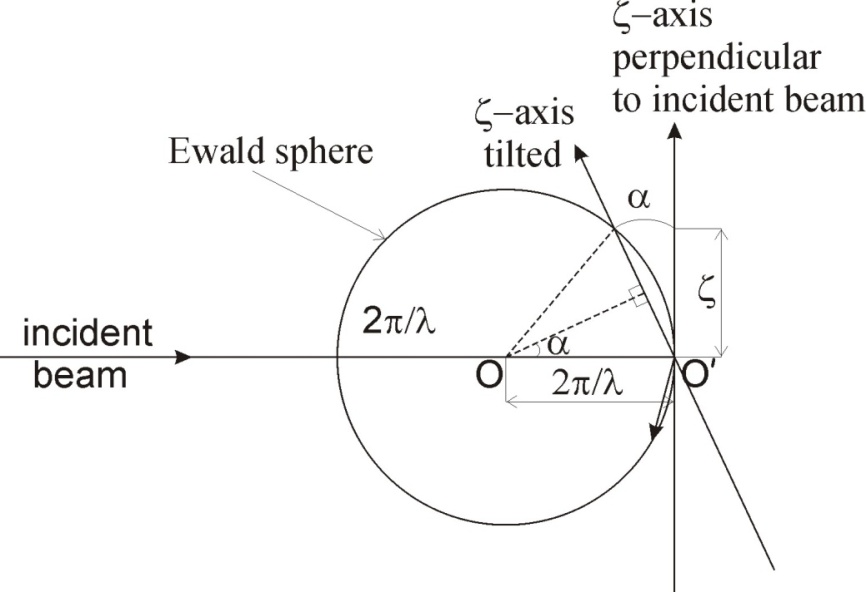 ζ–axis
perpendicular
to incident beam
ζ–axis
tilted
Ewald sphere
α
ζ
2π/λ
incident
beam
α
O
2π/λ
O'